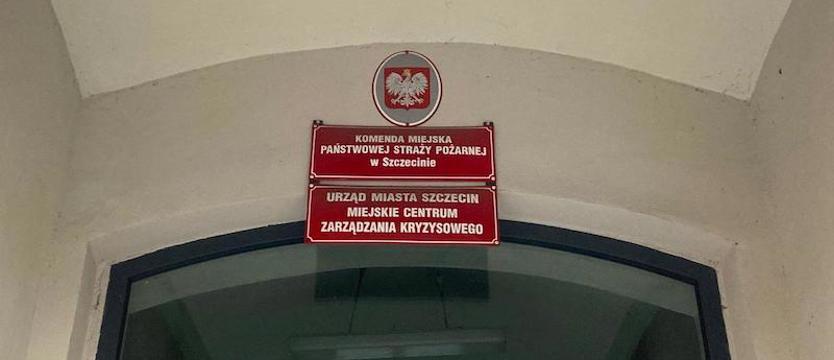 KOMENDA MIEJSKA
PAŃSTWOWEJ STRAŻY POŻARNEJ
w Szczecinie
URZĄD MIASTA SZCZECIN
MIEJSKIE CENTRUM
ZARZĄDZANIA KRYZYSOWEGO